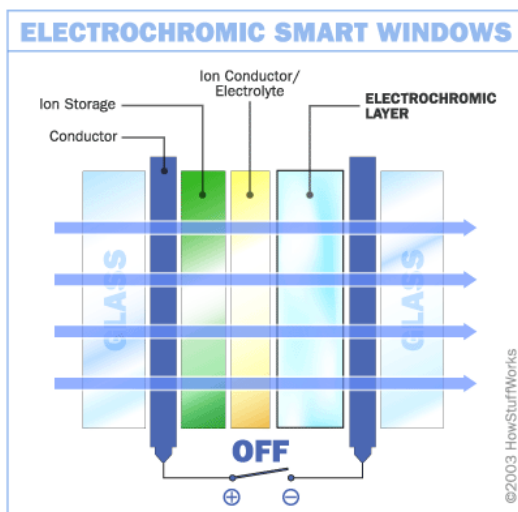 ELECTROCHROMIC SMART WINDOWS
Ion Conductor/
Electrolyte
Ion Storage
ELECTROCHROMIC
LAYER
Conductor
GLASS
GLASS
OFF
+
−
©2003 HowStuffWorks